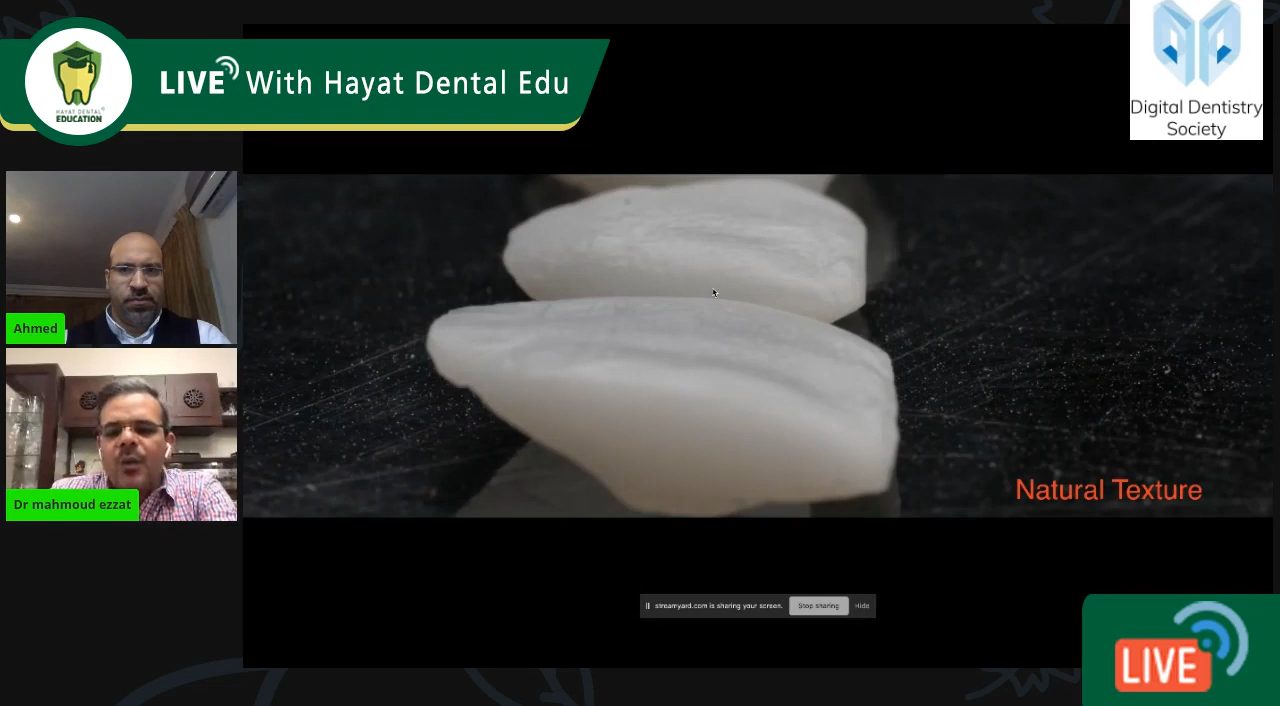 LIVE With Hayat Dental Edu
HAYAT DENTAL
EDUCATION
Digital Dentistry
Society
Ahmed
Dr mahmoud ezzat
Natural Texture
streamyard.com is sharing your screen. Stop sharing Hide
LIVE